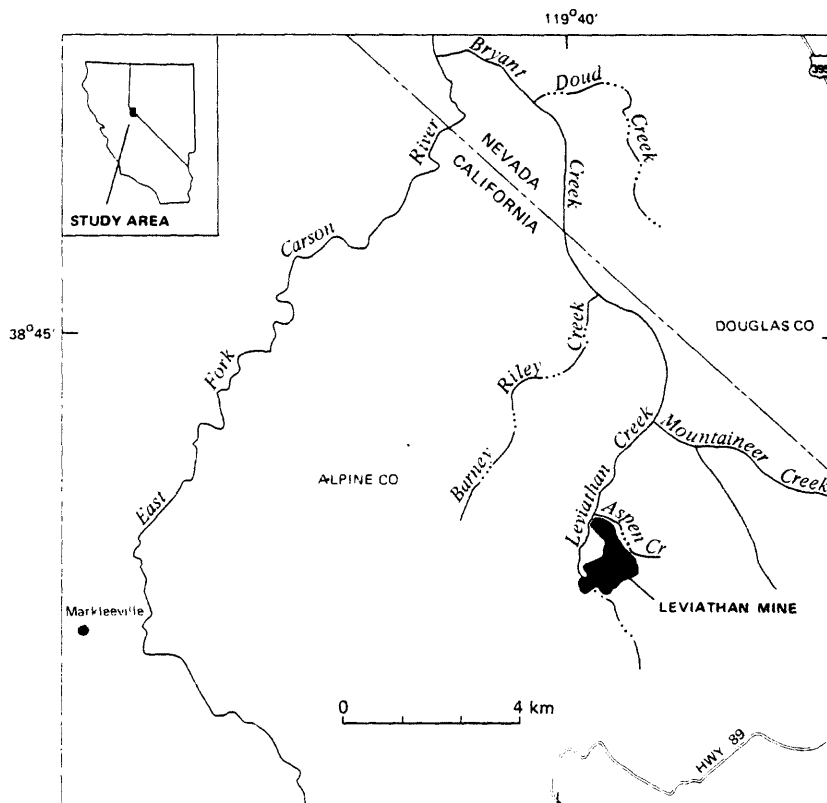 119°40'
395
Bryant
Doud
Creek
River
NEVADA
CALIFORNIA
Creek
STUDY AREA
Carson
38°45'
DOUGLAS CO
Creek
Fork
Riley
Creek
Mountaineer
Creek
ALPINE CO
Barney
East
Leviathan
Aspen Cr
Markleeville
LEVIATHAN MINE
0 4 km
HWY 89